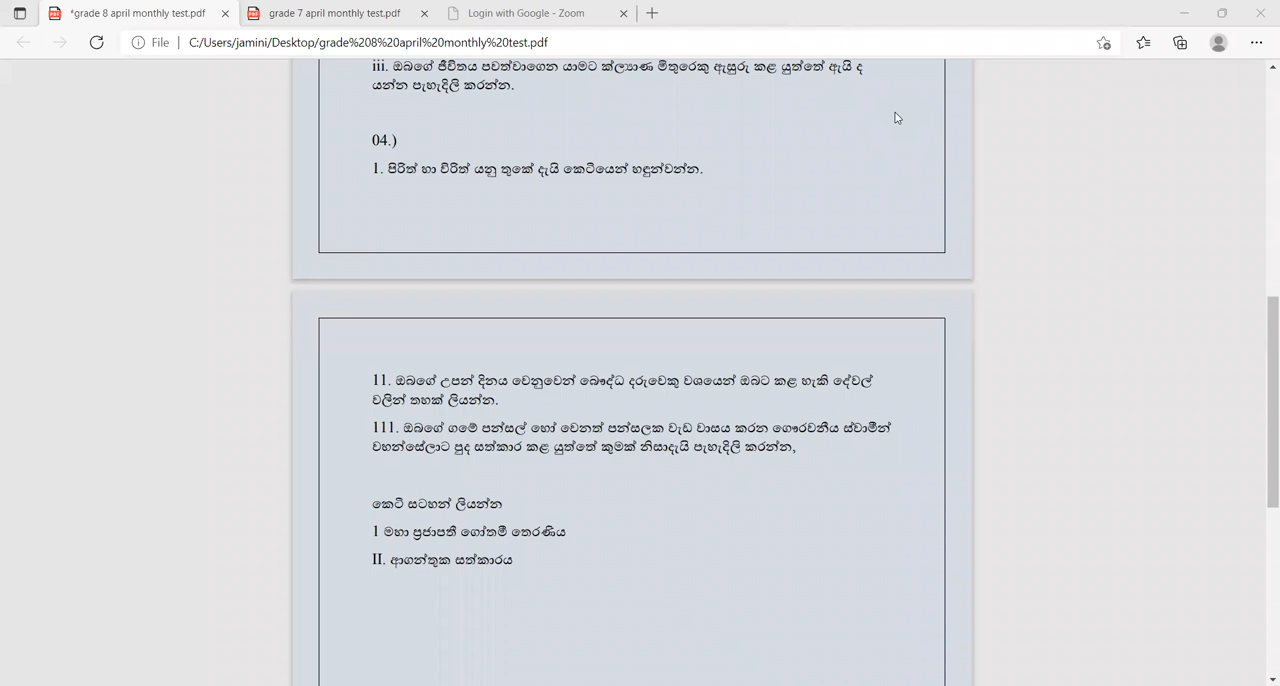 *grade 8 april monthly test.pdf
grade 7 april monthly test.pdf
Login with Google - Zoom
File
C:/Users/jamini/Desktop/grade%208%20april%20monthly%20test.pdf
iii. ඔබගේ ජීවිතය පවත්වාගෙන යාමට කල්‍යාණ මිතුරෙකු ඇසුරු කළ යුත්තේ ඇයි ද
යන්න පැහැදිලි කරන්න.
04.)
1. පිරිත් හා විරිත් යනු තුකේ දැයි කෙටියෙන් හඳුන්වන්න.
11. ඔබගේ උපන් දිනය වෙනුවෙන් බෞද්ධ දරුවෙකු වශයෙන් ඔබට කළ හැකි දේවල්
වලින් තහක් ලියන්න.
111. ඔබගේ ගමේ පන්සල් හෝ වෙනත් පන්සලක වැඩ වාසය කරන ගෞරවනීය ස්වාමීන්
වහන්සේලාට පුද සත්කාර කළ යුත්තේ කුමක් නිසාදැයි පැහැදිලි කරන්න,
කෙටි සටහන් ලියන්න
1 මහා ප්‍රජාපතී ගෝතමී තෙරණිය
II. ආගන්තුක සත්කාරය